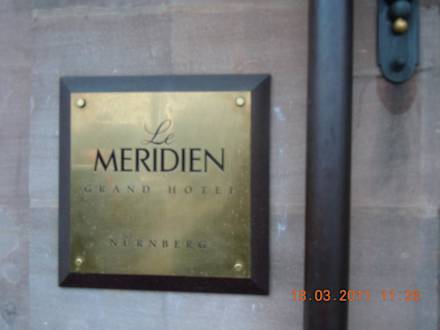 Le
MERIDIEN
GRAND HOTEL
NÜRNBERG
18.03.2011 11:28